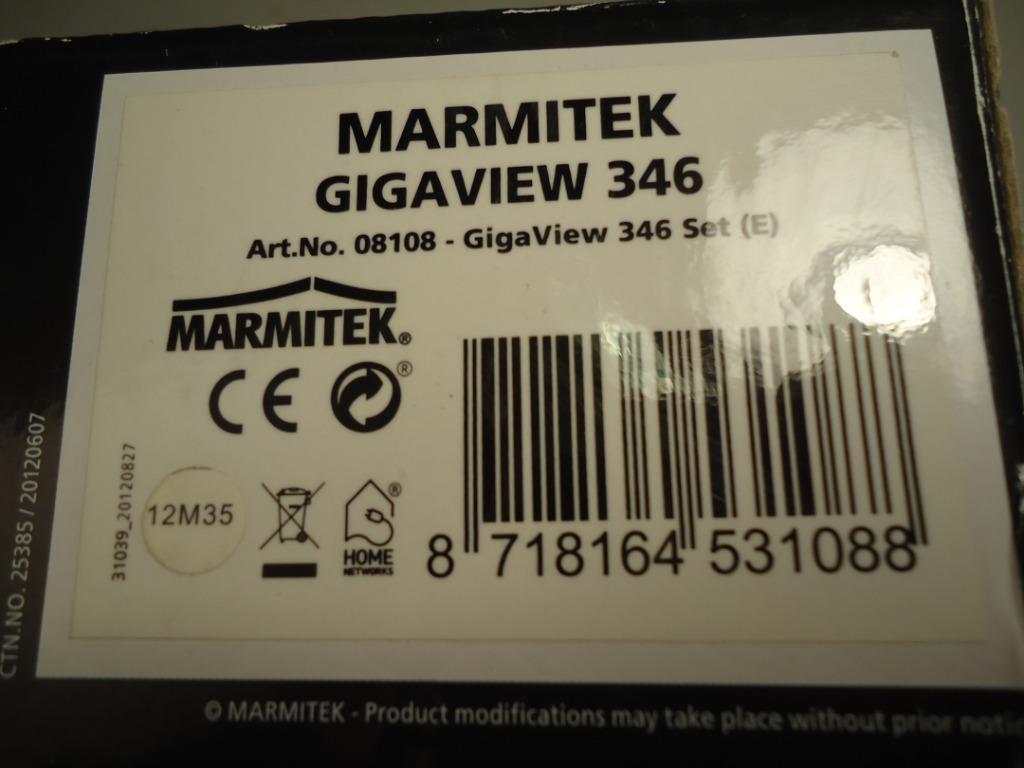 MARMITEK
GIGAVIEW 346
Art.No. 08108 - GigaView 346 Set (E)
MARMITEK®
CE ®
31039_20120827
12M35
®
HOME
NETWORKS
8 718164 531088
CTN.NO. 25385 / 20120607
© MARMITEK - Product modifications may take place without prior notic